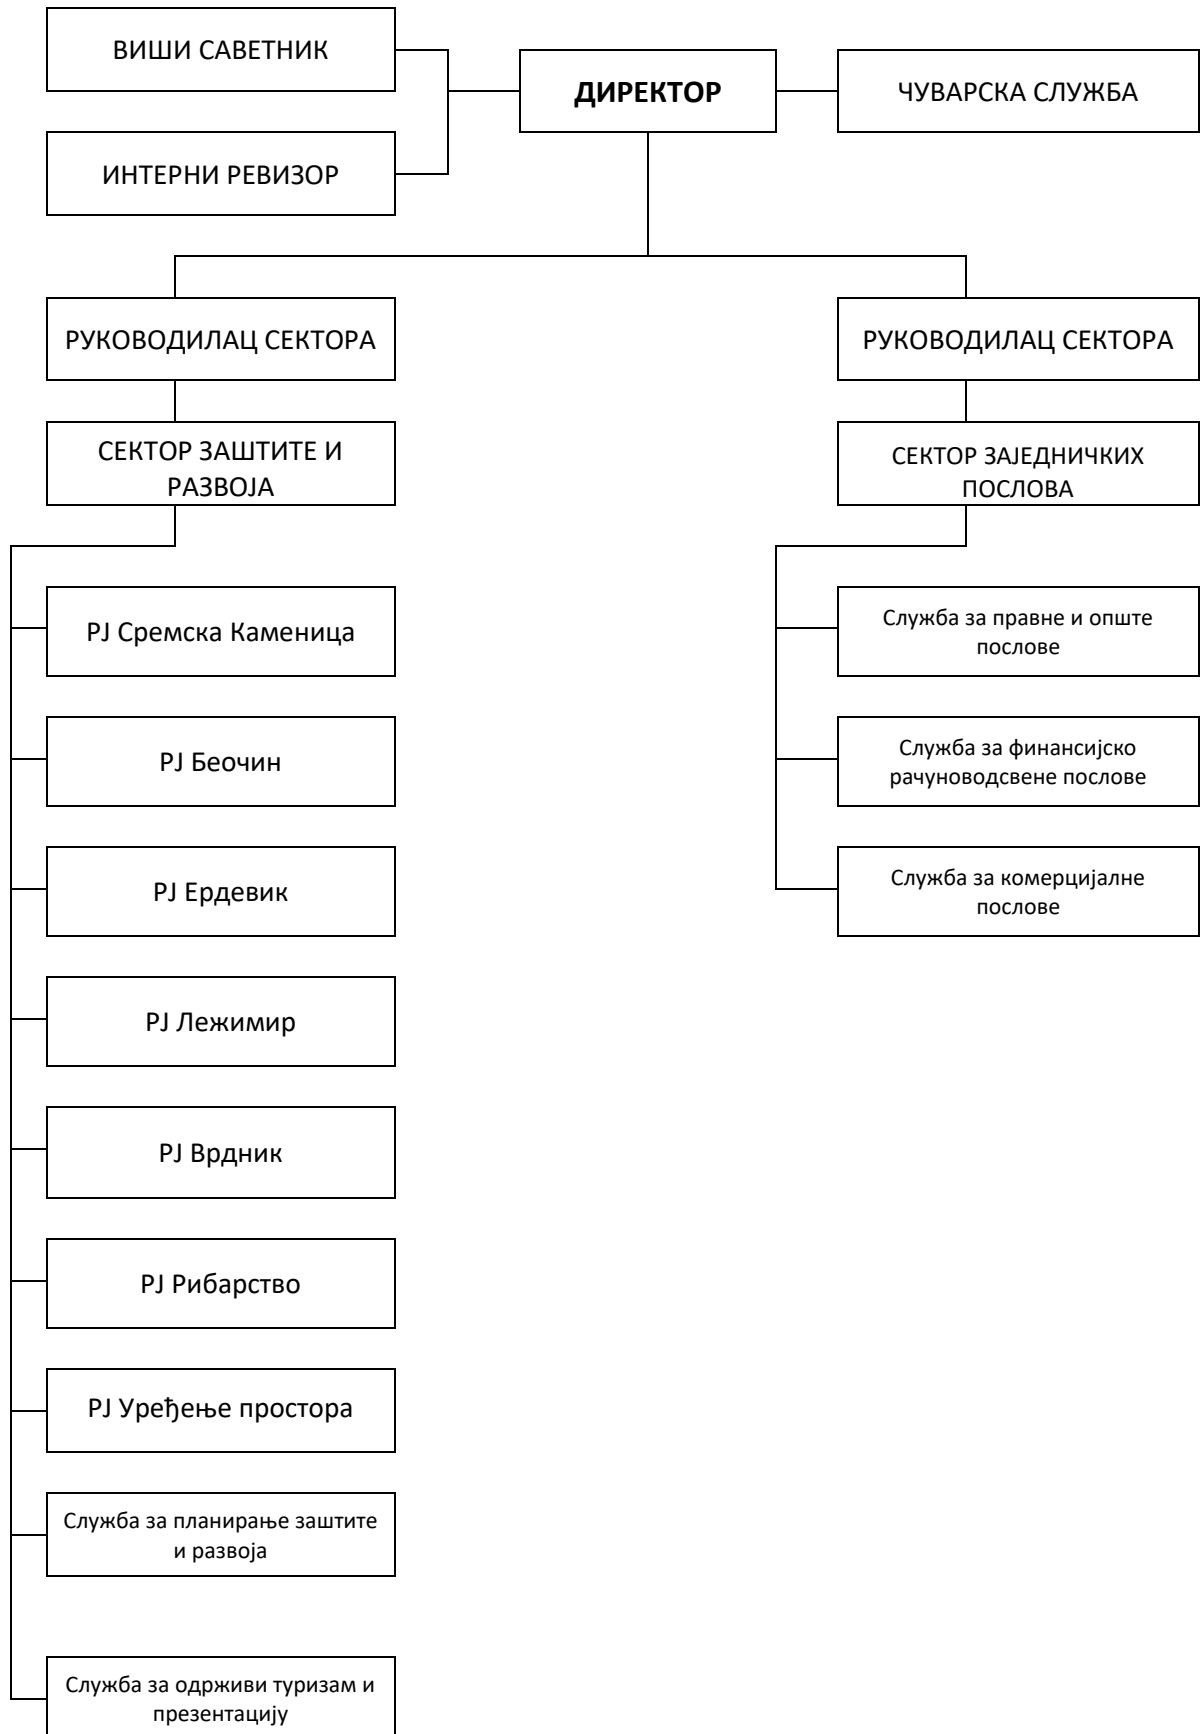 ВИШИ САВЕТНИК
ДИРЕКТОР
ЧУВАРСКА СЛУЖБА
ИНТЕРНИ РЕВИЗОР
РУКОВОДИЛАЦ СЕКТОРА
РУКОВОДИЛАЦ СЕКТОРА
СЕКТОР ЗАШТИТЕ И
РАЗВОЈА
СЕКТОР ЗАЈЕДНИЧКИХ
ПОСЛОВА
РЈ Сремска Каменица
Служба за правне и опште
послове
РЈ Беочин
Служба за финансијско
рачуноводсвене послове
РЈ Ердевик
Служба за комерцијалне
послове
РЈ Лежимир
РЈ Врдник
РЈ Рибарство
РЈ Уређење простора
Служба за планирање заштите
и развоја
Служба за одрживи туризам и
презентацију